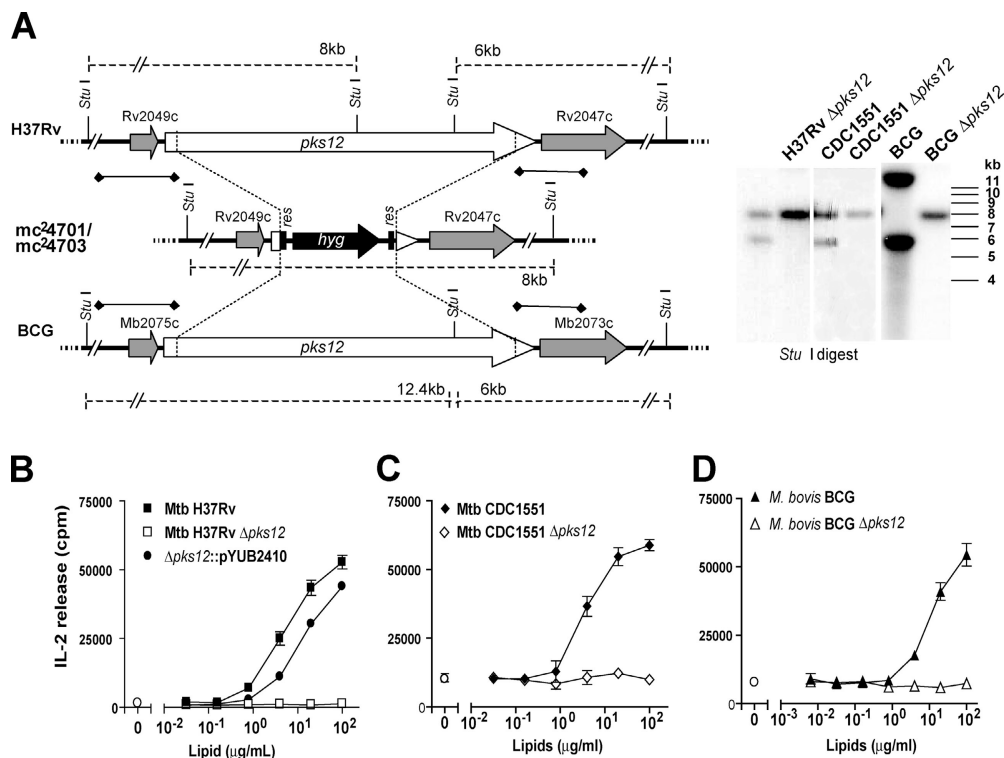 A
8kb
6kb
Stu I
Stu I
Stu I
Stu I
H37Rv
Rv2049c
pks12
Rv2047c
mc²4701/
mc²4703
Stu I
Rv2049c
res
hyg
res
Rv2047c
Stu I
8kb
BCG
Stu I
Mb2075c
pks12
Stu I
Mb2073c
Stu I
12.4kb
6kb
H37Rv Δpks12
CDC1551
CDC1551 Δpks12
BCG
BCG Δpks12
kb
11
10
9
8
7
6
5
4
Stu I digest
B
Mtb H37Rv
Mtb H37Rv Δpks12
Δpks12::pYUB2410
IL-2 release (cpm)
75000
50000
25000
0
0
10⁻²
10⁻¹
10⁰
10¹
10²
Lipid (μg/mL)
C
Mtb CDC1551
Mtb CDC1551 Δpks12
75000
50000
25000
0
0
10⁻²
10⁻¹
10⁰
10¹
10²
Lipids (μg/ml)
D
M. bovis BCG
M. bovis BCG Δpks12
75000
50000
25000
0
0
10⁻³
10⁻²
10⁻¹
10⁰
10¹
10²
Lipids (μg/ml)